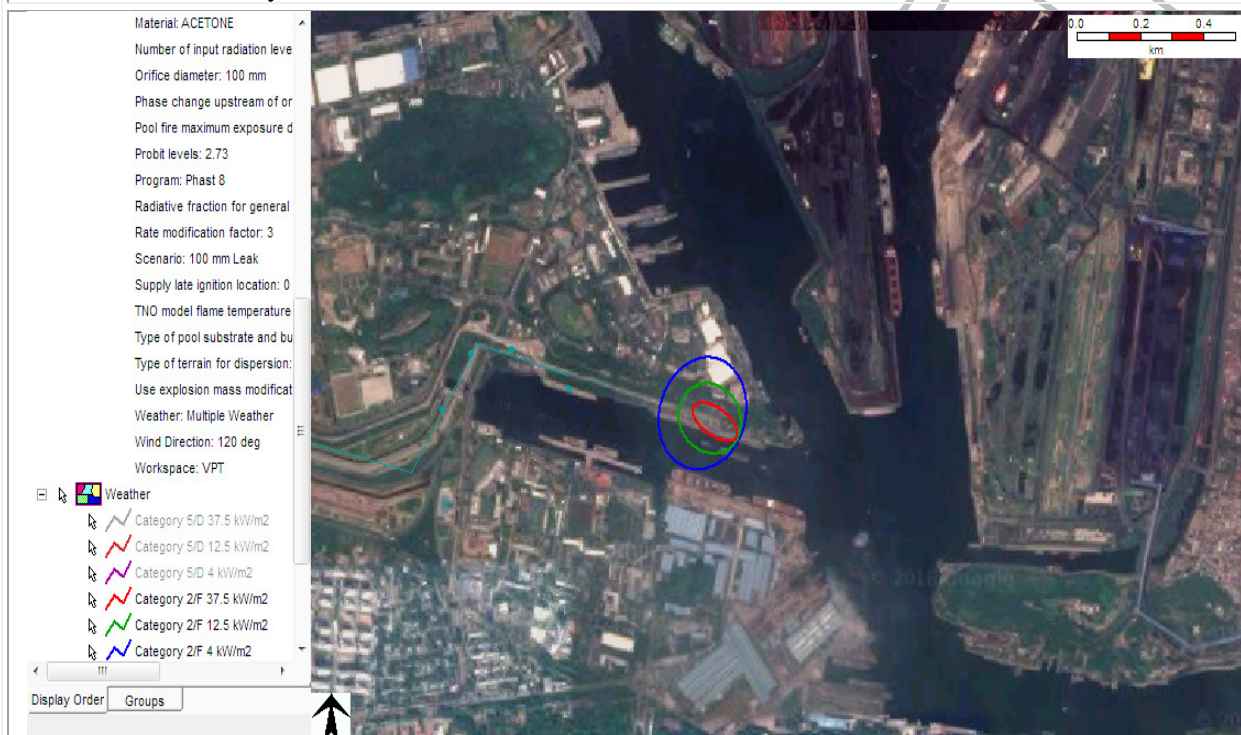 Material: ACETONE
Number of input radiation leve
Orifice diameter: 100 mm
Phase change upstream of or
Pool fire maximum exposure d
Probit levels: 2.73
Program: Phast 8
Radiative fraction for general
Rate modification factor: 3
Scenario: 100 mm Leak
Supply late ignition location: 0
TNO model flame temperature
Type of pool substrate and bu
Type of terrain for dispersion:
Use explosion mass modificat
Weather: Multiple Weather
Wind Direction: 120 deg
Workspace: VPT
Weather
Category 5/D 37.5 kW/m2
Category 5/D 12.5 kW/m2
Category 5/D 4 kW/m2
Category 2/F 37.5 kW/m2
Category 2/F 12.5 kW/m2
Category 2/F 4 kW/m2
Display Order Groups
0.0 0.2 0.4
km